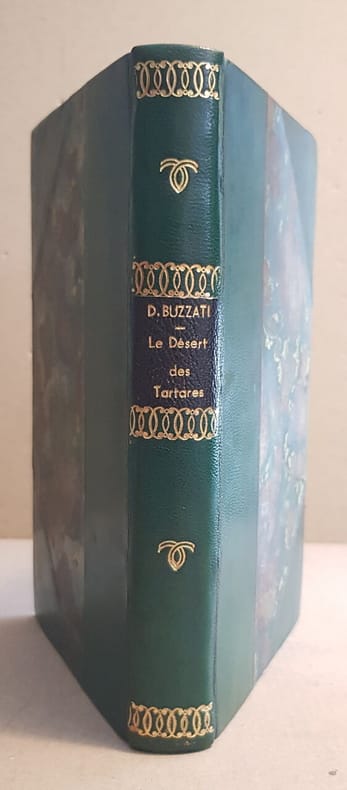 D. BUZZATI
Le Désert
des
Tartares